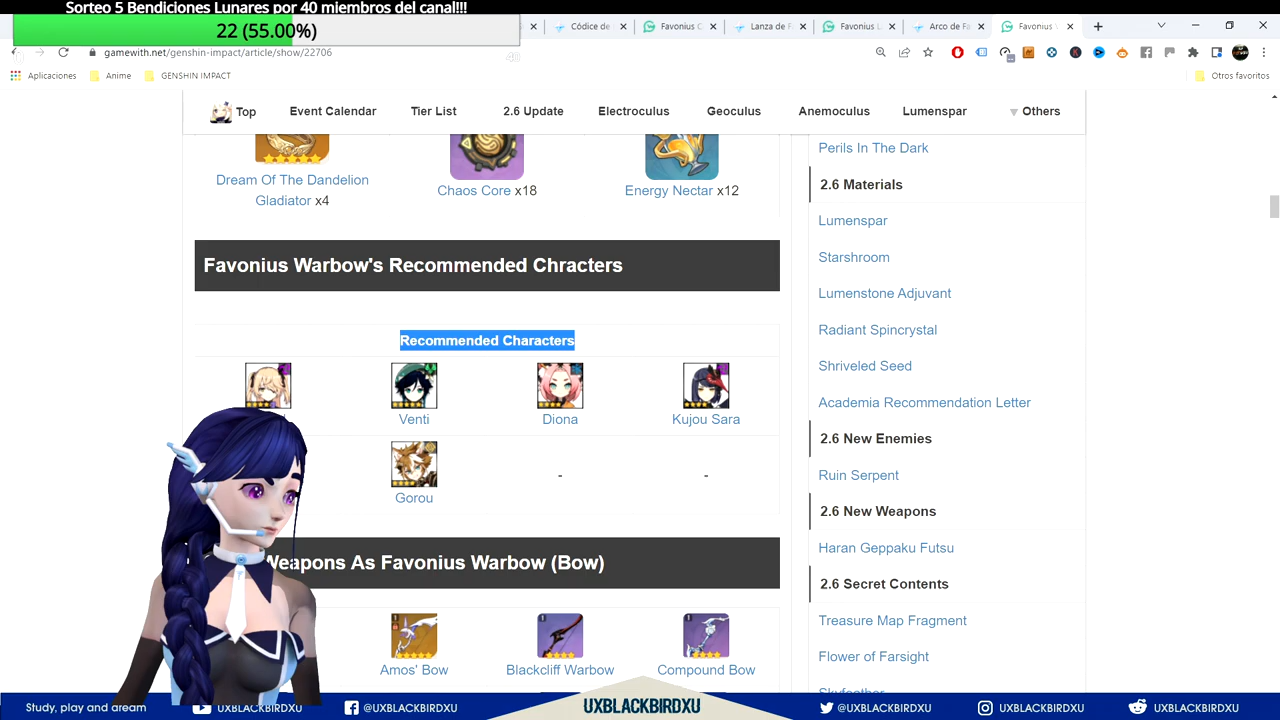 Sorteo 5 Bendiciones Lunares por 40 miembros del canal!!!
22 (55.00%)
Códice de
Favonius C
Lanza de Fa
Favonius L
Arco de Fa
Favonius
gamewith.net/genshin-impact/article/show/22706
Aplicaciones
Anime
GENSHIN IMPACT
Otros favoritos
Top
Event Calendar
Tier List
2.6 Update
Electroculus
Geoculus
Anemoculus
Lumenspar
Others
Dream Of The Dandelion
Gladiator x4
Chaos Core x18
Energy Nectar x12
Favonius Warbow's Recommended Chracters
Recommended Characters
Venti
Diona
Kujou Sara
Gorou
-
-
Weapons As Favonius Warbow (Bow)
Amos' Bow
Blackcliff Warbow
Compound Bow
Perils In The Dark
2.6 Materials
Lumenspar
Starshroom
Lumenstone Adjuvant
Radiant Spincrystal
Shriveled Seed
Academia Recommendation Letter
2.6 New Enemies
Ruin Serpent
2.6 New Weapons
Haran Geppaku Futsu
2.6 Secret Contents
Treasure Map Fragment
Flower of Farsight
Skyfeather
Study, play and dream
UXBLACKBIRDXU
@UXBLACKBIRDXU
UXBLACKBIRDXU
@UXBLACKBIRDXU
UXBLACKBIRDXU
UXBLACKBIRDXU